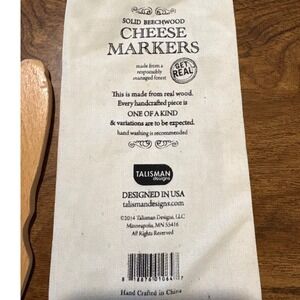 SOLID BEECHWOOD
CHEESE
MARKERS
made from a
responsibly
managed forest
GET
REAL
This is made from real wood.
Every handcrafted piece is
ONE OF A KIND
& variations are to be expected.
hand washing is recommended
TALISMAN
designs
DESIGNED IN USA
talismandesigns.com
©2014 Talisman Designs, LLC
Minneapolis, MN 55416
All Rights Reserved
Hand Crafted in China